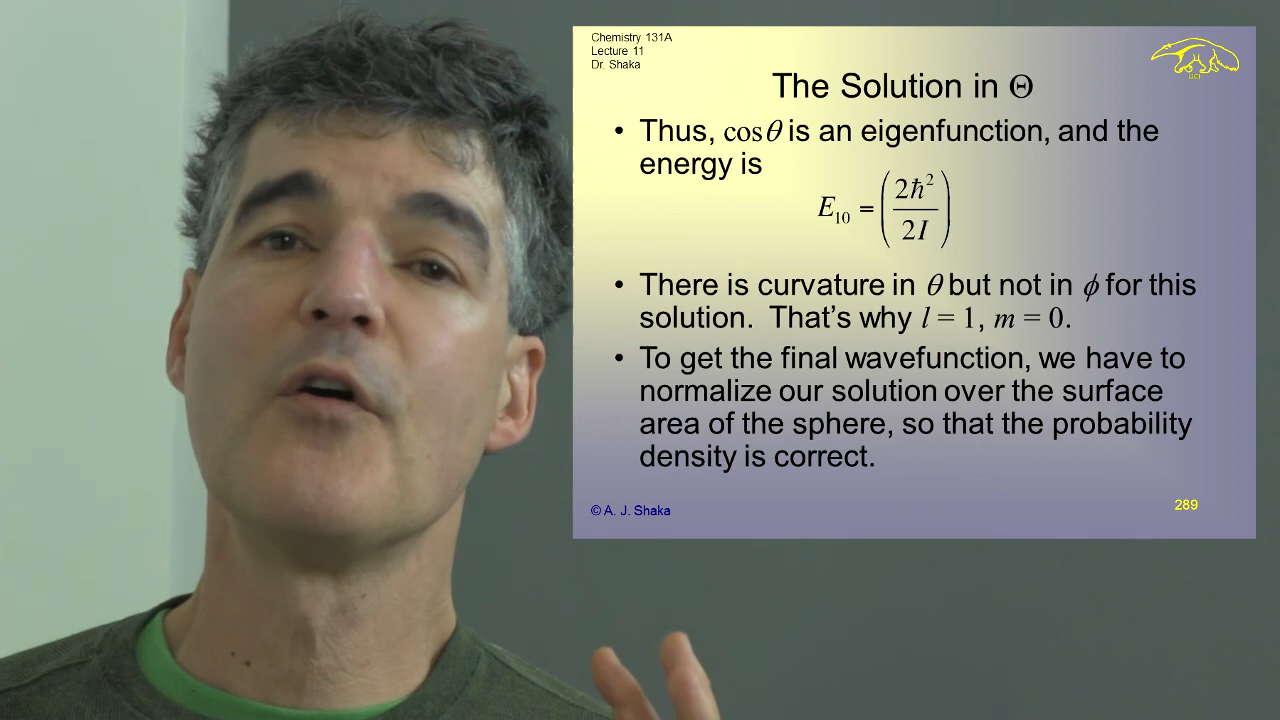 Chemistry 131A
Lecture 11
Dr. Shaka
UCI
The Solution in Θ
• Thus, cosθ is an eigenfunction, and the
energy is
E₁₀ = (2ℏ²/2I)
• There is curvature in θ but not in ϕ for this
solution. That's why l = 1, m = 0.
• To get the final wavefunction, we have to
normalize our solution over the surface
area of the sphere, so that the probability
density is correct.
© A. J. Shaka
289